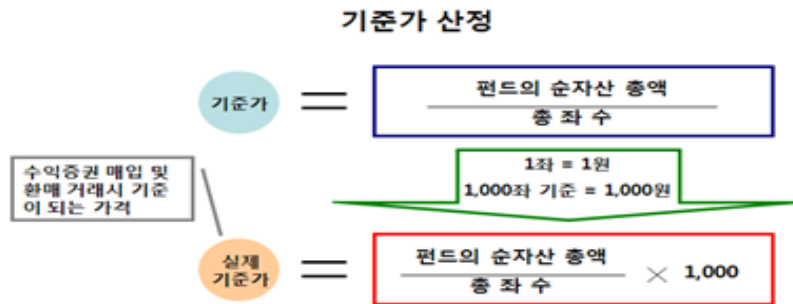 기준가 산정
기준가
=
펀드의 순자산 총액
총 좌 수
수익증권 매입 및
환매 거래시 기준
이 되는 가격
1좌 = 1원
1,000좌 기준 = 1,000원
실제
기준가
=
펀드의 순자산 총액
총 좌 수
× 1,000